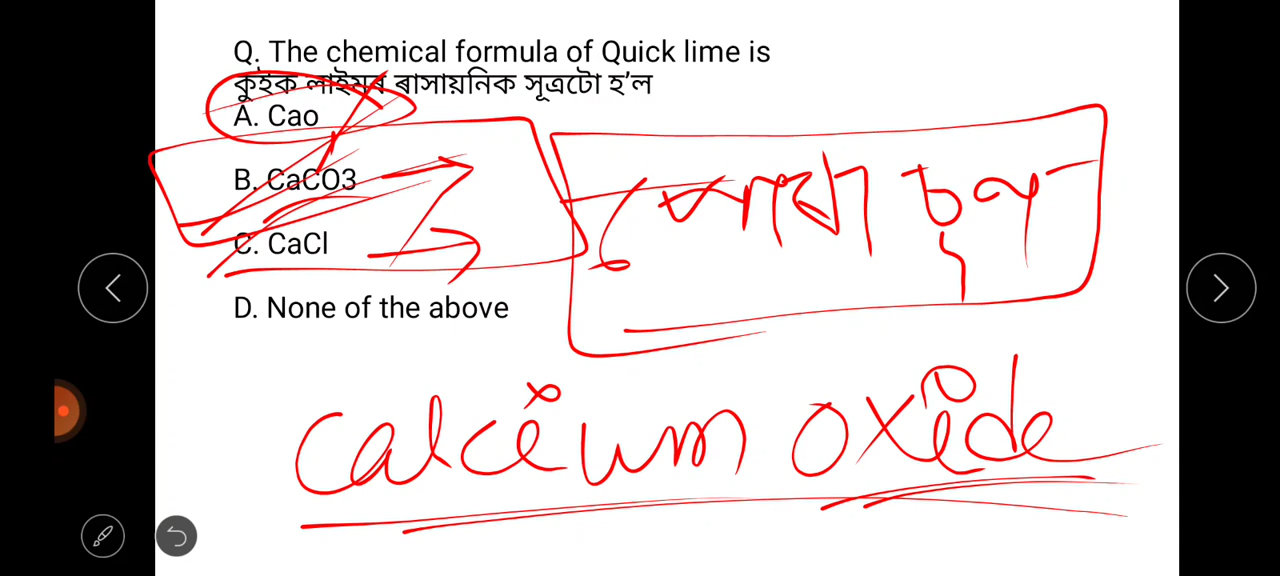 Q. The chemical formula of Quick lime is
কুইক লাইমৰ ৰাসায়নিক সূত্ৰটো হ'ল
A. Cao
B. CaCO3
C. CaCl
D. None of the above
চূণ
calcium oxide